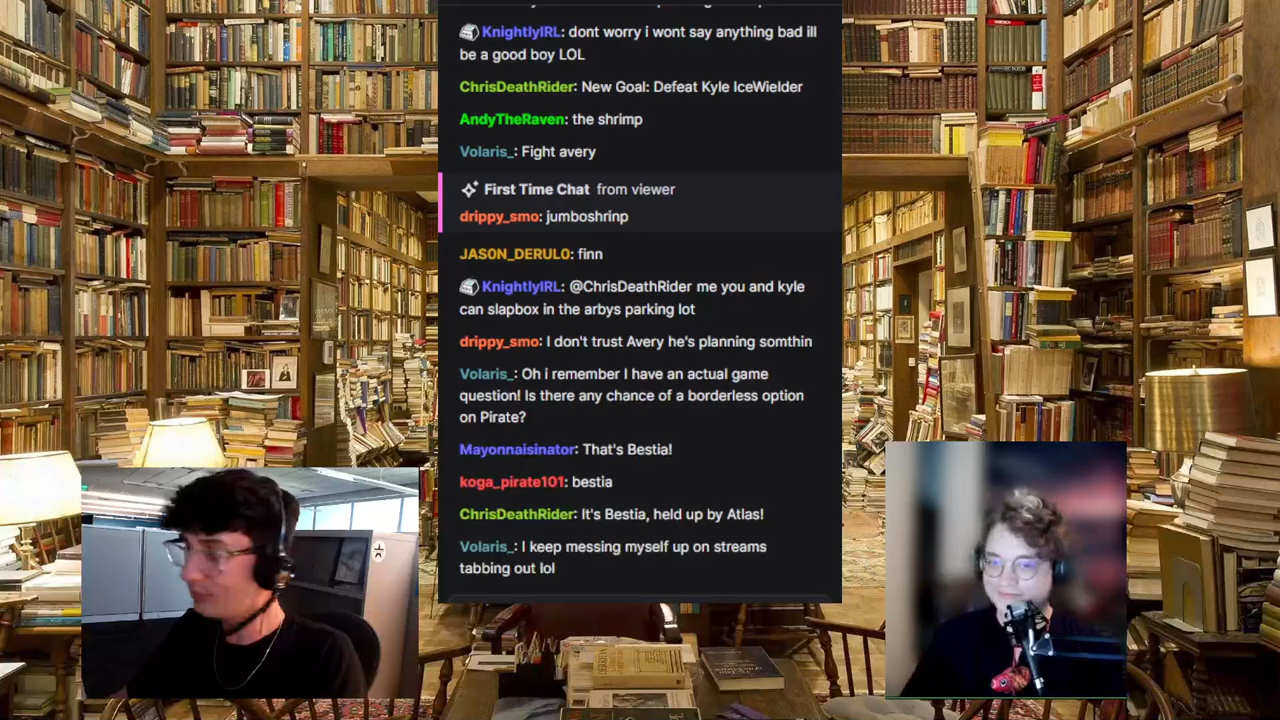 KnightlyIRL: dont worry i wont say anything bad ill
be a good boy LOL
ChrisDeathRider: New Goal: Defeat Kyle IceWielder
AndyTheRaven: the shrimp
Volaris_: Fight avery
First Time Chat from viewer
drippy_smo: jumboshrinp
JAS0N_DERUL0: finn
KnightlyIRL: @ChrisDeathRider me you and kyle
can slapbox in the arbys parking lot
drippy_smo: I don't trust Avery he's planning somthin
Volaris_: Oh i remember I have an actual game
question! Is there any chance of a borderless option
on Pirate?
Mayonnaisinator: That's Bestia!
koga_pirate101: bestia
ChrisDeathRider: It's Bestia, held up by Atlas!
Volaris_: I keep messing myself up on streams
tabbing out lol